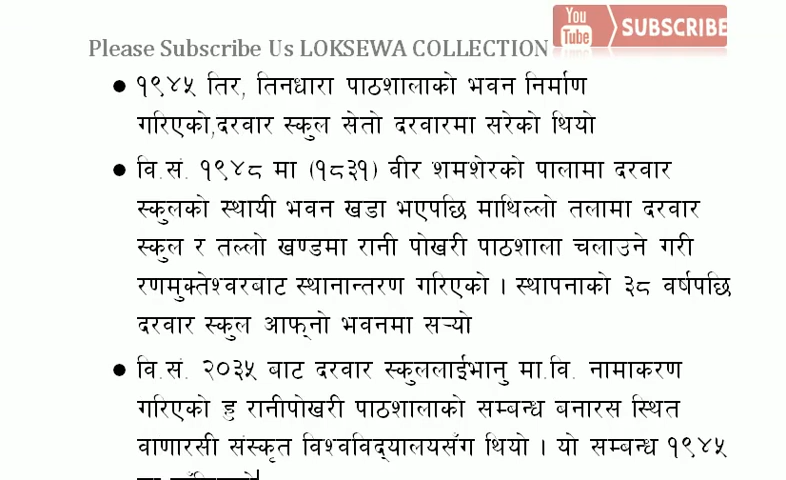 You
Tube SUBSCRIBE
Please Subscribe Us LOKSEWA COLLECTION
● १९४५ तिर, तिनधारा पाठशालाको भवन निर्माण
गरिएको,दरवार स्कुल सेतो दरवारमा सरेको थियो
● वि.सं. १९४८ मा (१८३१) वीर शमशेरको पालामा दरवार
स्कुलको स्थायी भवन खडा भएपछि माथिल्लो तलामा दरवार
स्कुल र तल्लो खण्डमा रानी पोखरी पाठशाला चलाउने गरी
रणमुक्तेश्वरबाट स्थानान्तरण गरिएको । स्थापनाको ३८ वर्षपछि
दरवार स्कुल आफ्नो भवनमा सर्‍यो
● वि.सं. २०३५ बाट दरवार स्कुललाईभानु मा.वि. नामाकरण
गरिएको हु रानीपोखरी पाठशालाको सम्बन्ध बनारस स्थित
वाणारसी संस्कृत विश्वविद्यालयसँग थियो । यो सम्बन्ध १९४५